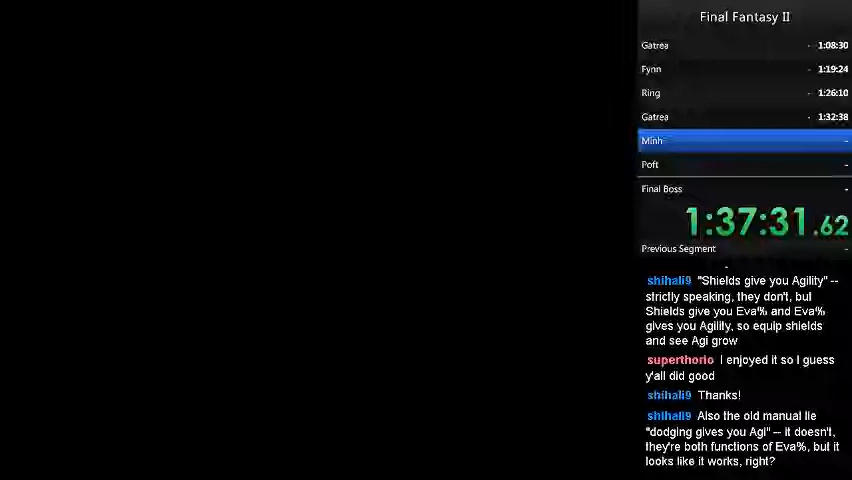 Final Fantasy II
Gatrea - 1:08:30
Fynn - 1:19:24
Ring - 1:26:10
Gatrea - 1:32:38
Minh -
Poft -
Final Boss -
1:37:31.62
Previous Segment -
-
shihali9 "Shields give you Agility" --
strictly speaking, they don't, but
Shields give you Eva% and Eva%
gives you Agility, so equip shields
and see Agi grow
superthorio I enjoyed it so I guess
y'all did good
shihali9 Thanks!
shihali9 Also the old manual lie
"dodging gives you Agi" -- it doesn't,
they're both functions of Eva%, but it
looks like it works, right?